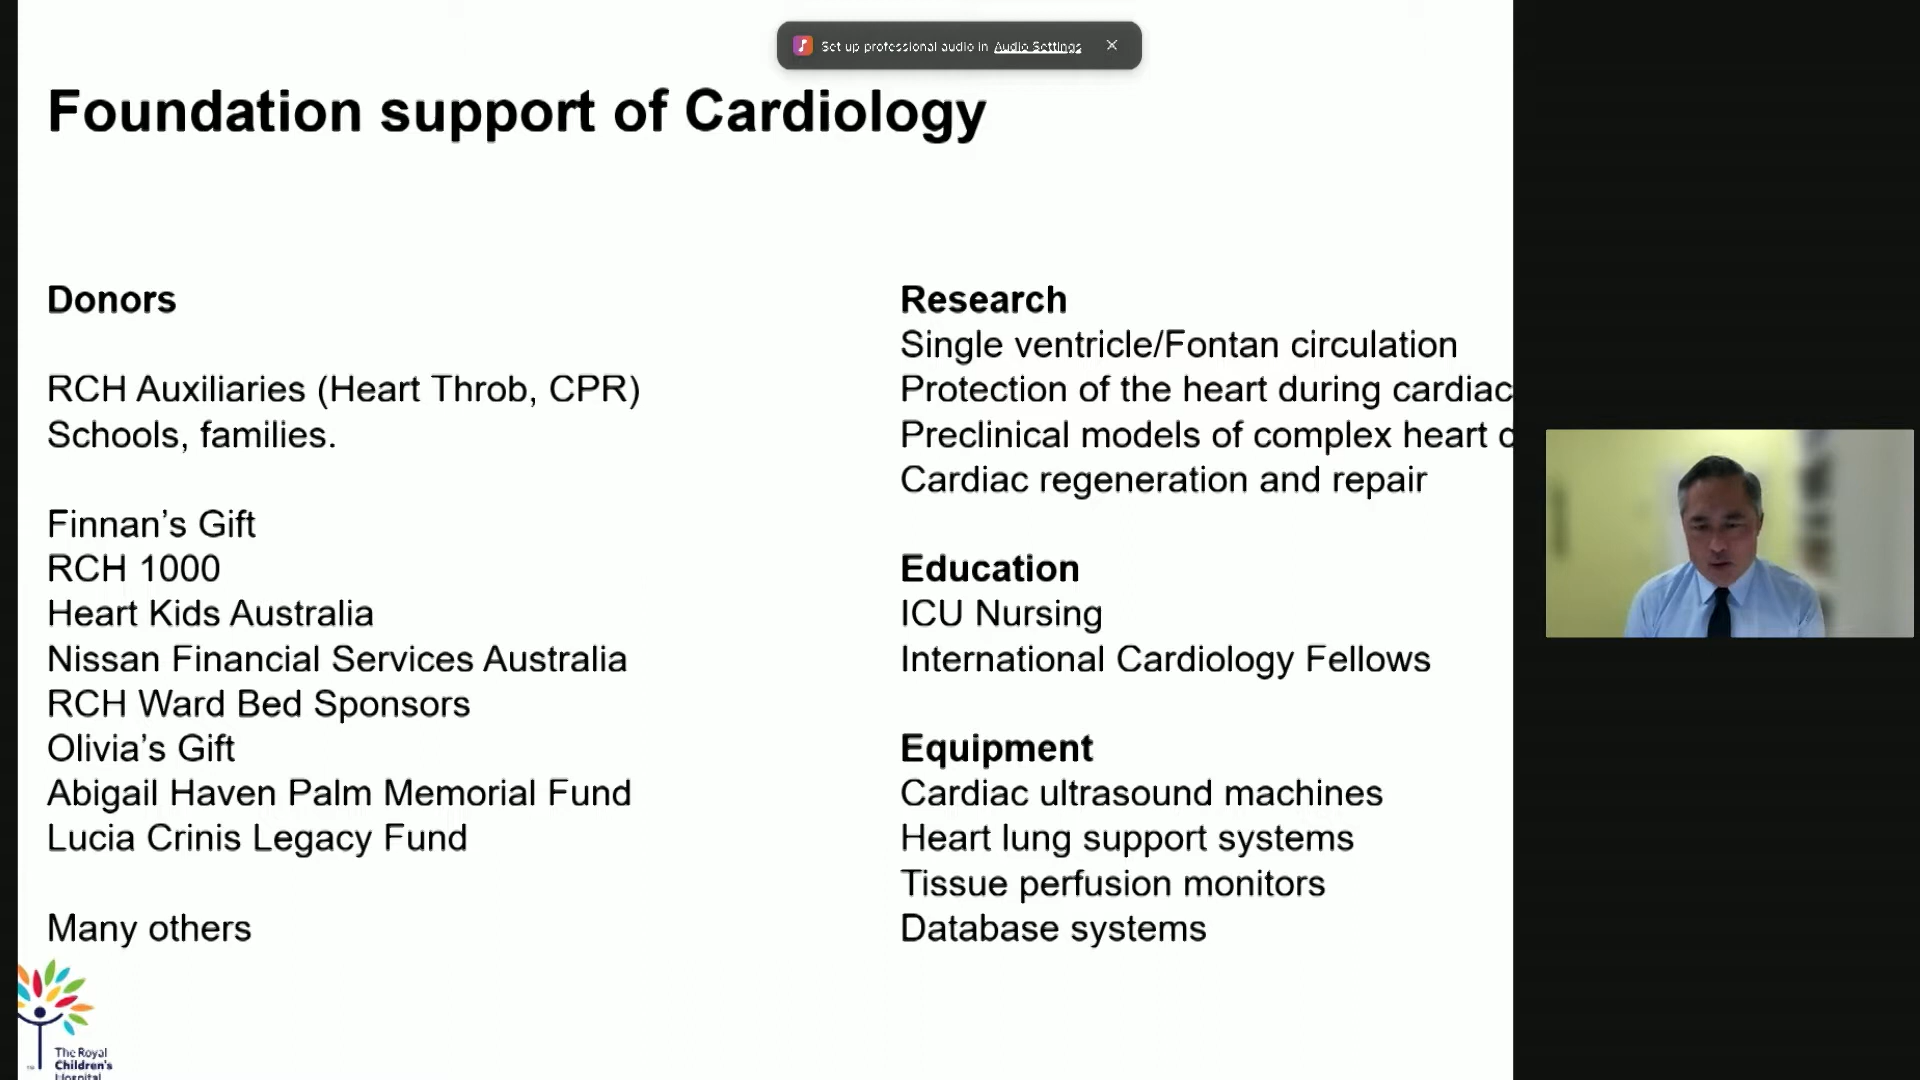 Set up professional audio in Audio Settings
Foundation support of Cardiology
Donors
RCH Auxiliaries (Heart Throb, CPR)
Schools, families.
Finnan’s Gift
RCH 1000
Heart Kids Australia
Nissan Financial Services Australia
RCH Ward Bed Sponsors
Olivia’s Gift
Abigail Haven Palm Memorial Fund
Lucia Crinis Legacy Fund
Many others
Research
Single ventricle/Fontan circulation
Protection of the heart during cardiac
Preclinical models of complex heart
Cardiac regeneration and repair
Education
ICU Nursing
International Cardiology Fellows
Equipment
Cardiac ultrasound machines
Heart lung support systems
Tissue perfusion monitors
Database systems
The Royal
Children's
Hospital